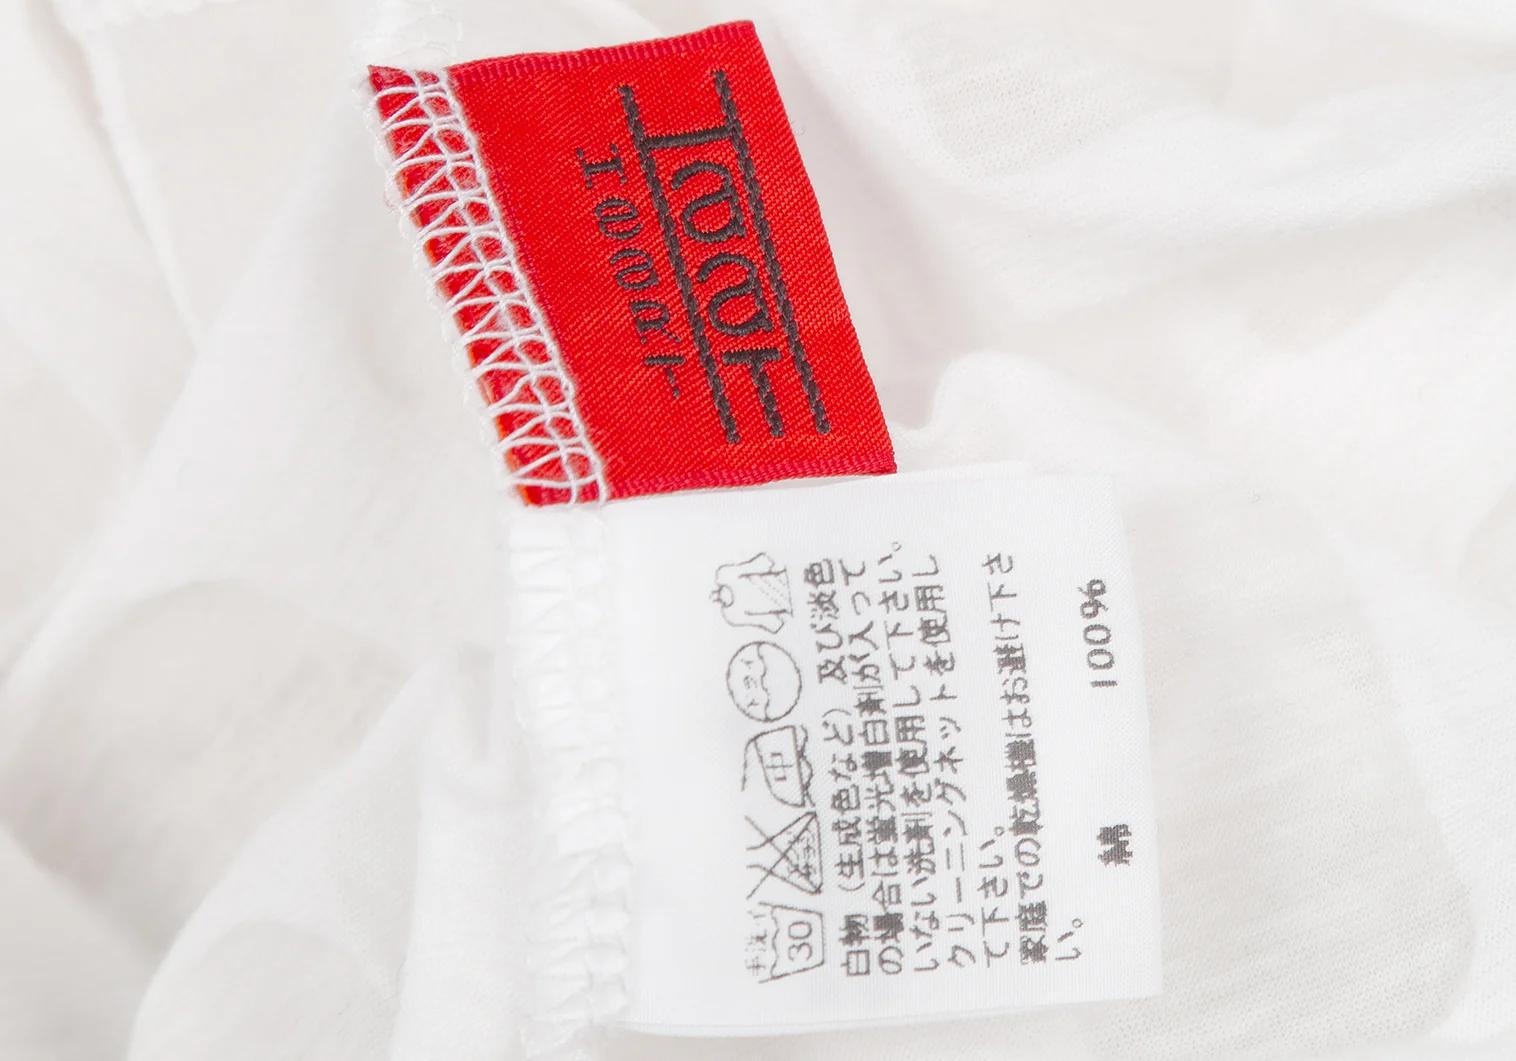 手洗イ
30 中 ドライ
白物(生成色など)及び淡色
の場合は蛍光増白剤が入って
いない洗剤を使用して下さい。
クリーニングネットを使用し
て下さい。
家庭での乾燥機はお避け下さ
い。
綿 100%